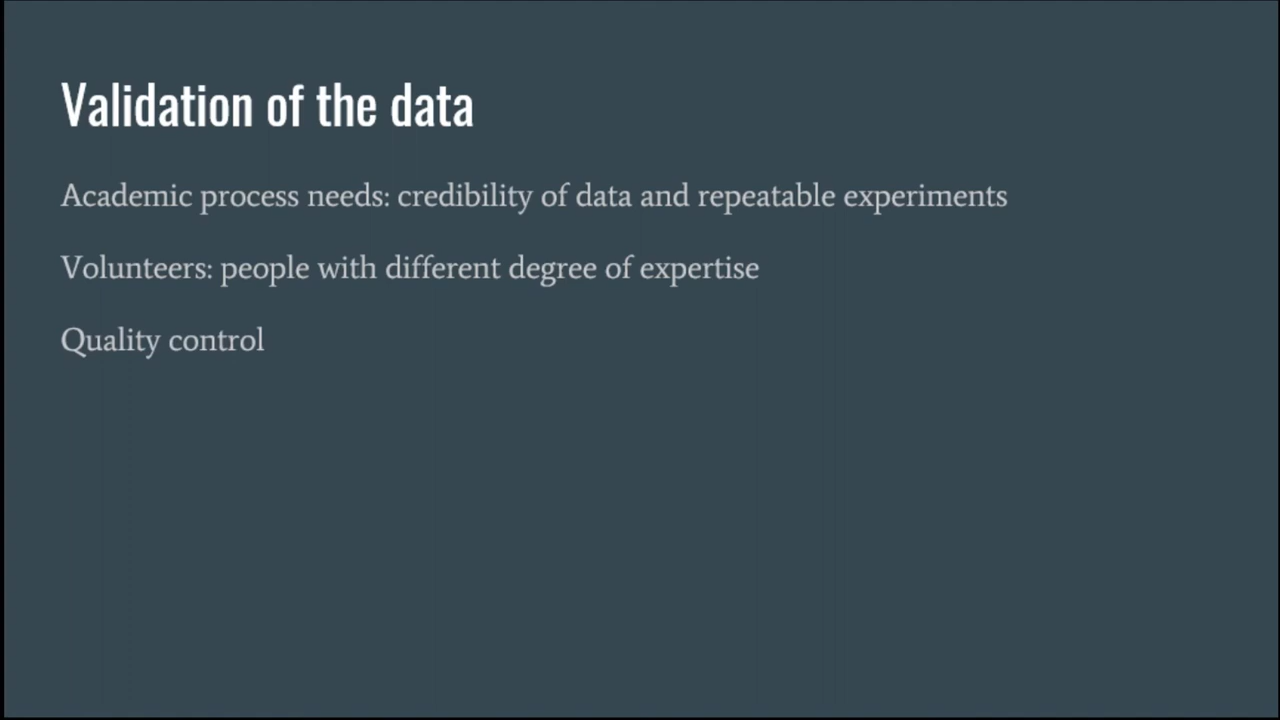 Validation of the data
Academic process needs: credibility of data and repeatable experiments
Volunteers: people with different degree of expertise
Quality control